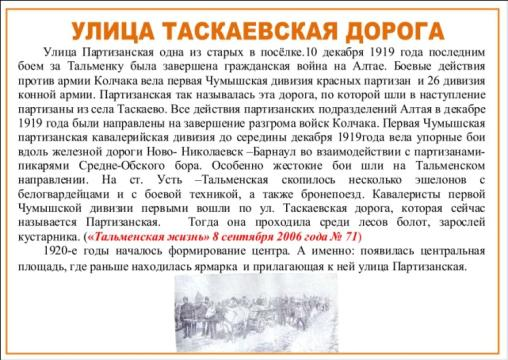 УЛИЦА ТАСКАЕВСКАЯ ДОРОГА
Улица Партизанская одна из старых в посёлке.10 декабря 1919 года последним
боем за Тальменку была завершена гражданская война на Алтае. Боевые действия
против армии Колчака вела первая Чумышская дивизия красных партизан и 26 дивизия
конной армии. Партизанская так называлась эта дорога, по которой шли в наступление
партизаны из села Таскаево. Все действия партизанских подразделений Алтая в декабре
1919 года были направлены на завершение разгрома войск Колчака. Первая Чумышская
партизанская кавалерийская дивизия до середины декабря 1919года вела упорные бои
вдоль железной дороги Ново- Николаевск –Барнаул во взаимодействии с партизанами-
пикарями Средне-Обского бора. Особенно жестокие бои шли на Тальменском
направлении. На ст. Усть –Тальменская скопилось несколько эшелонов с
белогвардейцами и с боевой техникой, а также бронепоезд. Кавалеристы первой
Чумышской дивизии первыми вошли по ул. Таскаевская дорога, которая сейчас
называется Партизанская. Тогда она проходила среди лесов болот, зарослей
кустарника. («Тальменская жизнь» 8 сентября 2006 года № 71)
1920-е годы началось формирование центра. А именно: появилась центральная
площадь, где раньше находилась ярмарка и прилагающая к ней улица Партизанская.